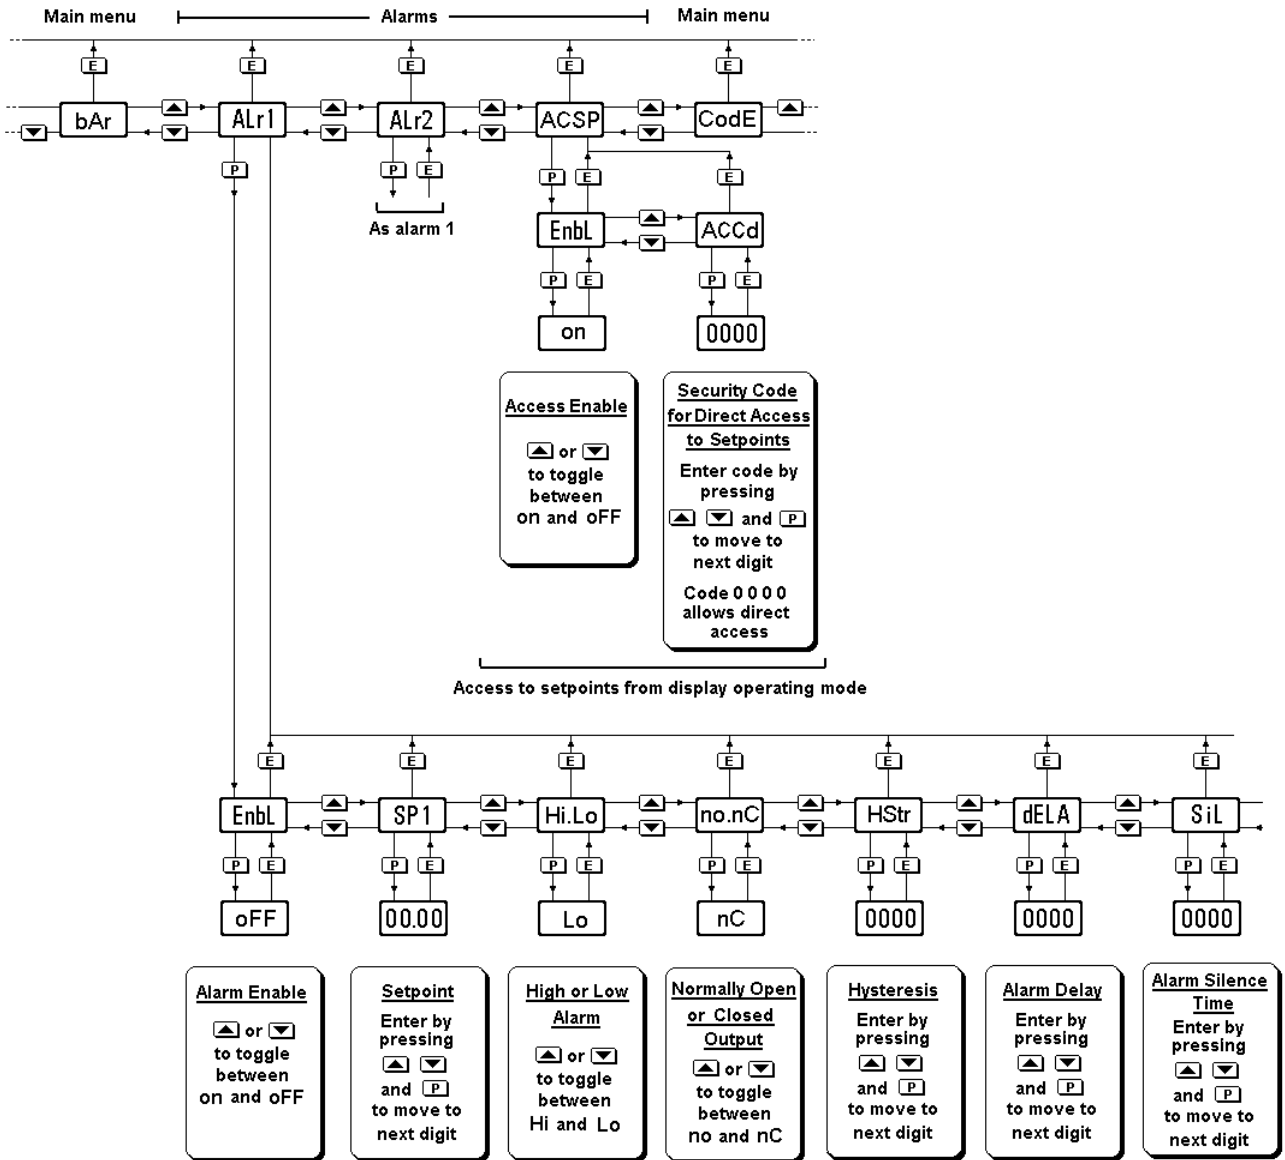 Main menu
Alarms
Main menu
E E E E E
bAr ALr1 ALr2 ACSP CodE
P P E P E E
As alarm 1
EnbL ACCd
P E P E
on 0000
Access Enable
or
to toggle
between
on and oFF
Security Code
for Direct Access
to Setpoints
Enter code by
pressing
and P
to move to
next digit
Code 0 0 0 0
allows direct
access
Access to setpoints from display operating mode
E E E E E E E
EnbL SP1 Hi.Lo no.nC HStr dELA SiL
P E P E P E P E P E P E P E
oFF 00.00 Lo nC 0000 0000 0000
Alarm Enable
or
to toggle
between
on and oFF
Setpoint
Enter by
pressing
and P
to move to
next digit
High or Low
Alarm
or
to toggle
between
Hi and Lo
Normally Open
or Closed
Output
or
to toggle
between
no and nC
Hysteresis
Enter by
pressing
and P
to move to
next digit
Alarm Delay
Enter by
pressing
and P
to move to
next digit
Alarm Silence
Time
Enter by
pressing
and P
to move to
next digit